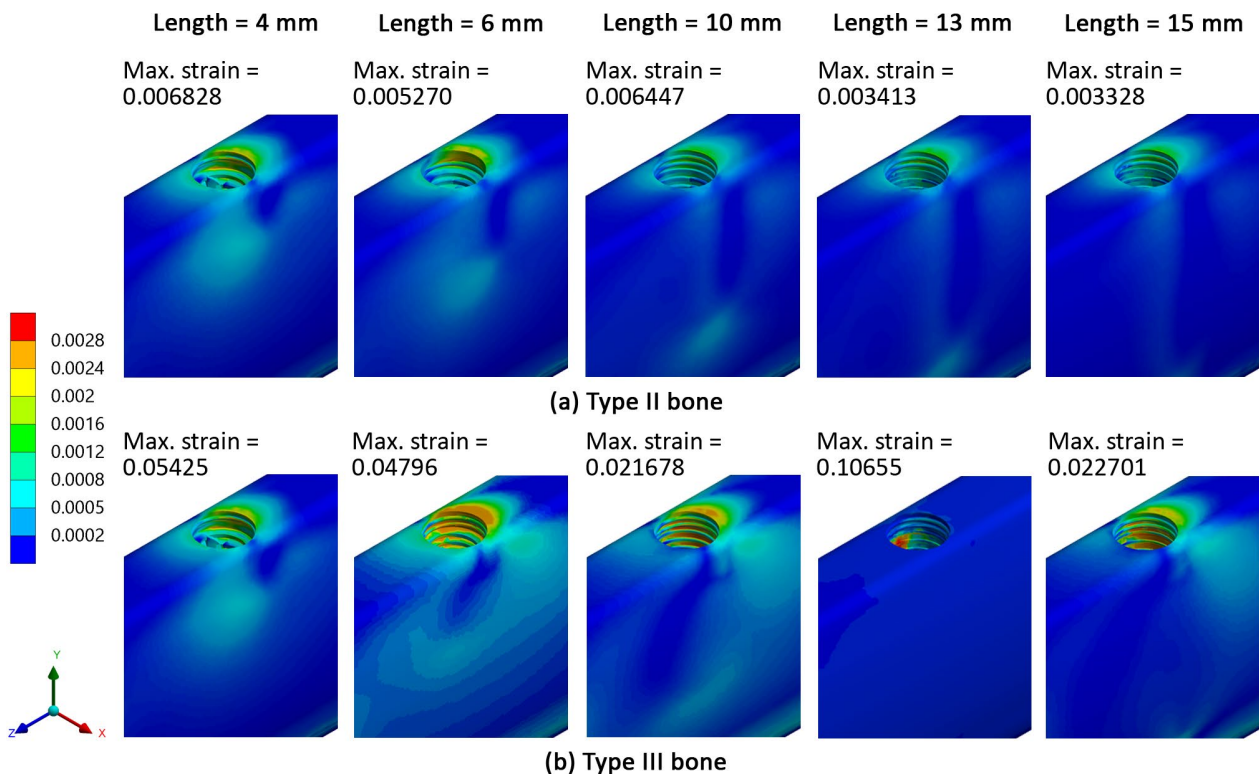 Length = 4 mm
Length = 6 mm
Length = 10 mm
Length = 13 mm
Length = 15 mm
Max. strain =
0.006828
Max. strain =
0.005270
Max. strain =
0.006447
Max. strain =
0.003413
Max. strain =
0.003328
(a) Type II bone
0.0028
0.0024
0.002
0.0016
0.0012
0.0008
0.0005
0.0002
Max. strain =
0.05425
Max. strain =
0.04796
Max. strain =
0.021678
Max. strain =
0.10655
Max. strain =
0.022701
Y
Z
X
(b) Type III bone